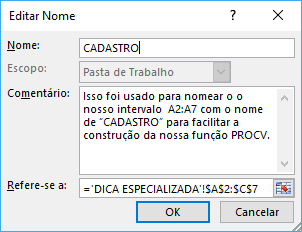 Editar Nome
Nome: CADASTRO
Escopo: Pasta de Trabalho
Comentário: Isso foi usado para nomear o o
nosso intervalo A2:A7 com o nome
de "CADASTRO" para facilitar a
construção da nossa função PROCV.
Refere-se a: ='DICA ESPECIALIZADA'!$A$2:$C$7
OK Cancelar